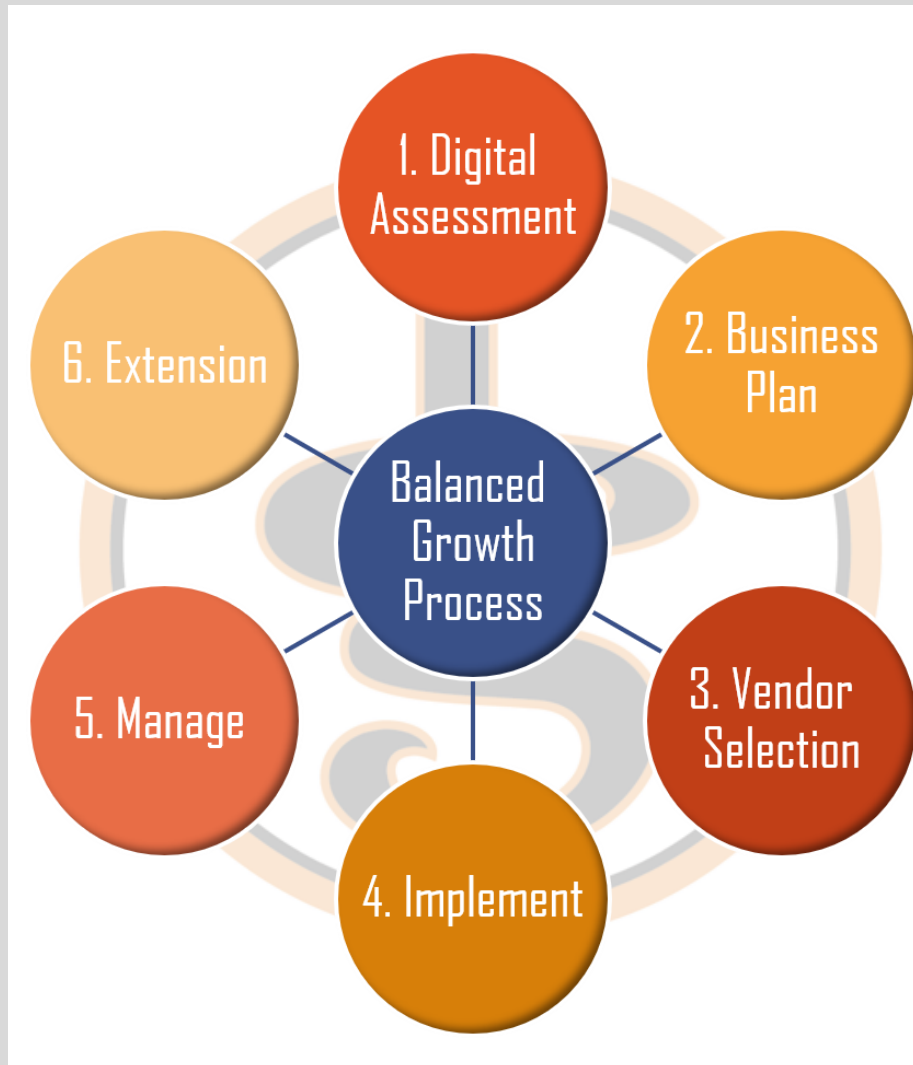 1. Digital
Assessment
2. Business
Plan
3. Vendor
Selection
4. Implement
5. Manage
6. Extension
Balanced
Growth
Process